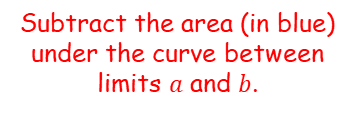 Subtract the area (in blue)
under the curve between
limits a and b.